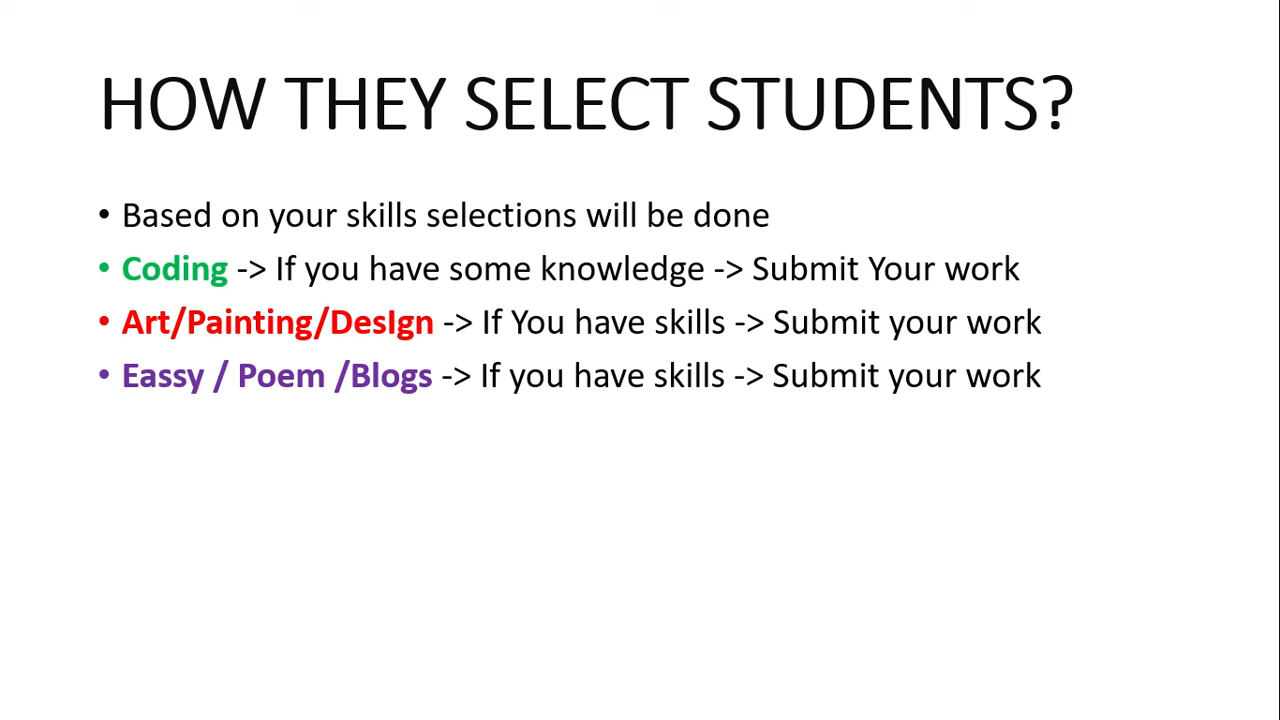 HOW THEY SELECT STUDENTS?
• Based on your skills selections will be done
• Coding -> If you have some knowledge -> Submit Your work
• Art/Painting/DesIgn -> If You have skills -> Submit your work
• Eassy / Poem /Blogs -> If you have skills -> Submit your work